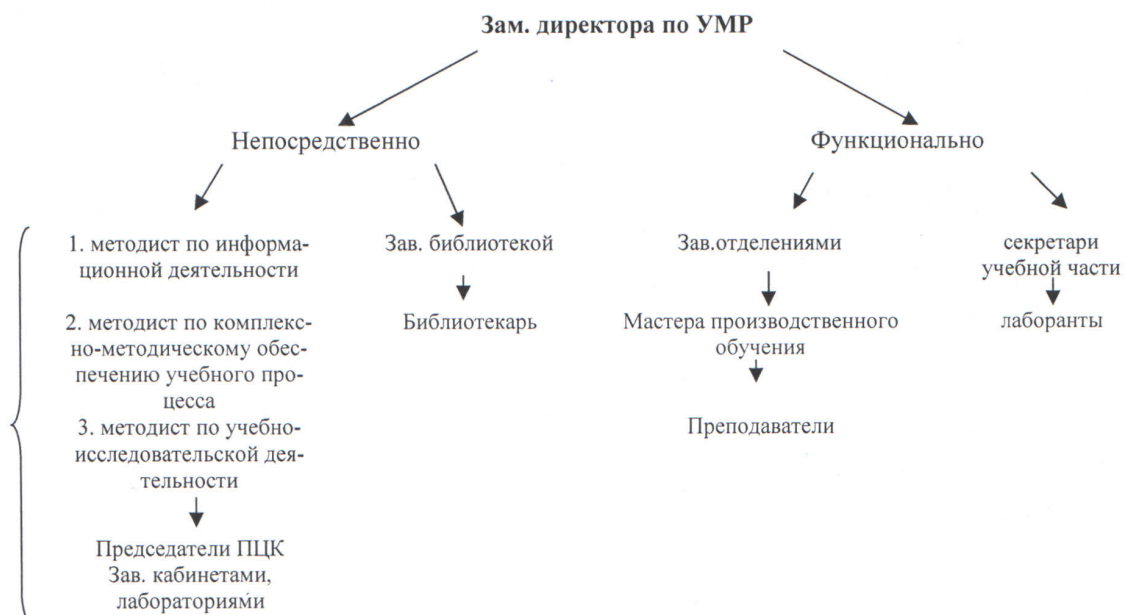 Зам. директора по УМР
Непосредственно
Функционально
1. методист по информа-
ционной деятельности
2. методист по комплекс-
но-методическому обес-
печению учебного про-
цесса
3. методист по учебно-
исследовательской дея-
тельности
Председатели ПЦК
Зав. кабинетами,
лабораториями
Зав. библиотекой
Библиотекарь
Зав.отделениями
Мастера производственного
обучения
Преподаватели
секретари
учебной части
лаборанты